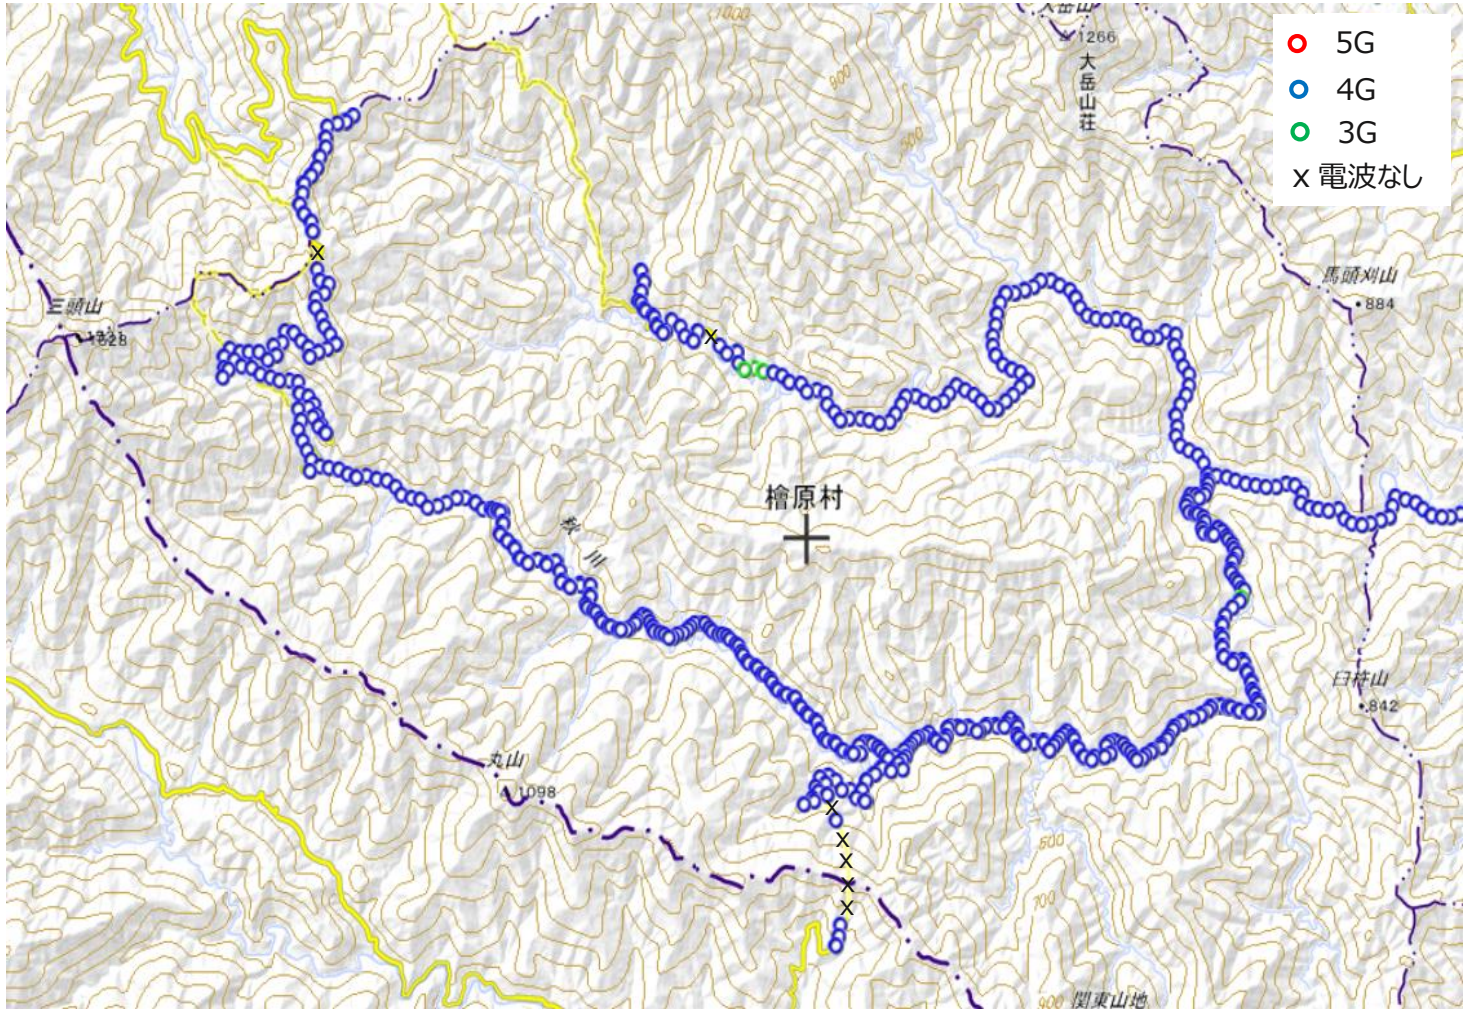 1000
大岳山
1266
大岳山荘
5G
4G
3G
x 電波なし
900
900
X
馬頭刈山
884
三頭山
1528
X
檜原村
秋川
臼杵山
842
丸山
1098
X
X
X
X
X
600
700
900
関東山地